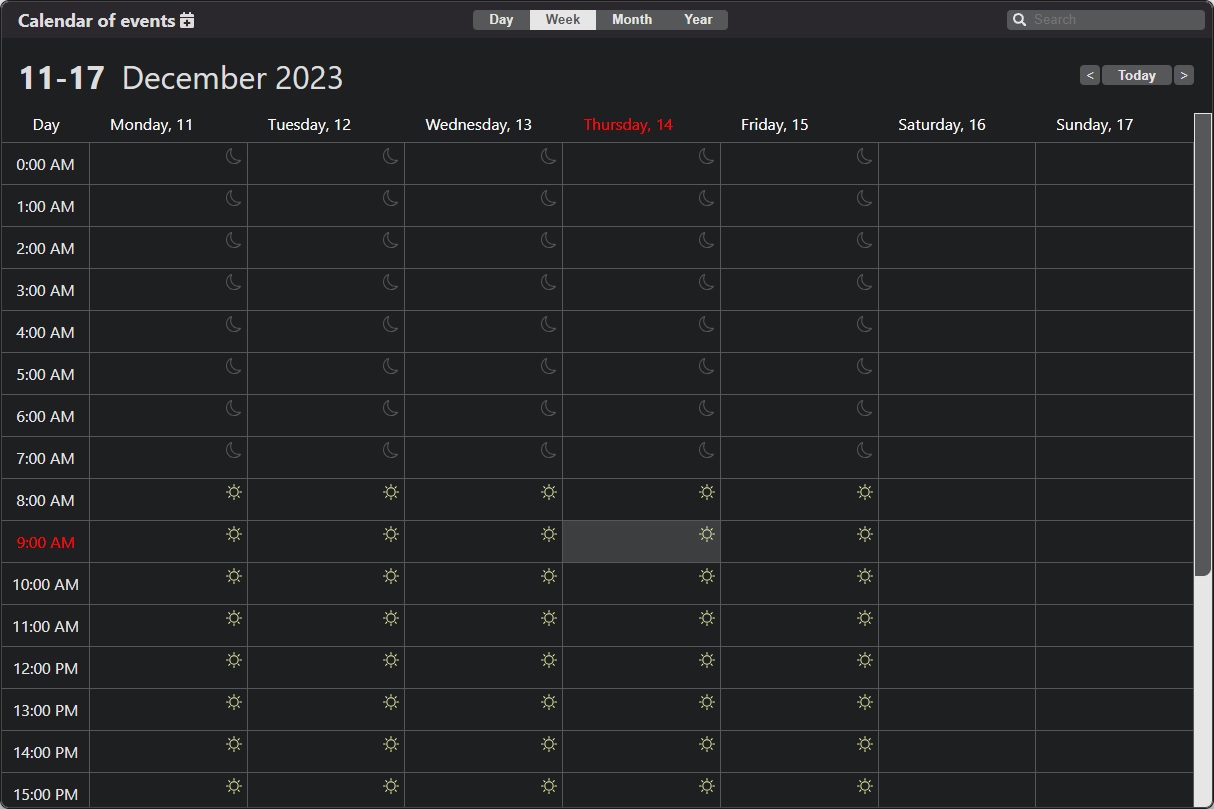 Calendar of events
Day Week Month Year
Search
11-17 December 2023
< Today >
Day Monday, 11 Tuesday, 12 Wednesday, 13 Thursday, 14 Friday, 15 Saturday, 16 Sunday, 17
0:00 AM
1:00 AM
2:00 AM
3:00 AM
4:00 AM
5:00 AM
6:00 AM
7:00 AM
8:00 AM
9:00 AM
10:00 AM
11:00 AM
12:00 PM
13:00 PM
14:00 PM
15:00 PM